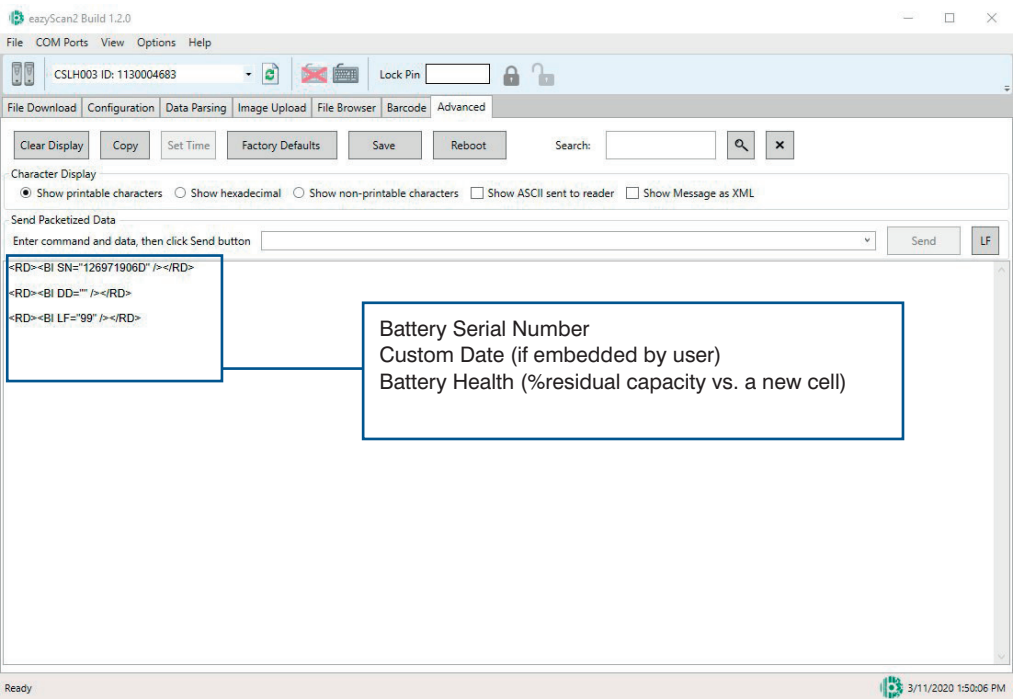 eazyScan2 Build 1.2.0
File COM Ports View Options Help
CSLH003 ID: 1130004683 Lock Pin
File Download Configuration Data Parsing Image Upload File Browser Barcode Advanced
Clear Display Copy Set Time Factory Defaults Save Reboot Search:
Character Display
Show printable characters Show hexadecimal Show non-printable characters Show ASCII sent to reader Show Message as XML
Send Packetized Data
Enter command and data, then click Send button Send LF
<RD><BI SN="126971906D" /></RD>
<RD><BI DD="" /></RD>
<RD><BI LF="99" /></RD>
Battery Serial Number
Custom Date (if embedded by user)
Battery Health (%residual capacity vs. a new cell)
Ready 3/11/2020 1:50:06 PM